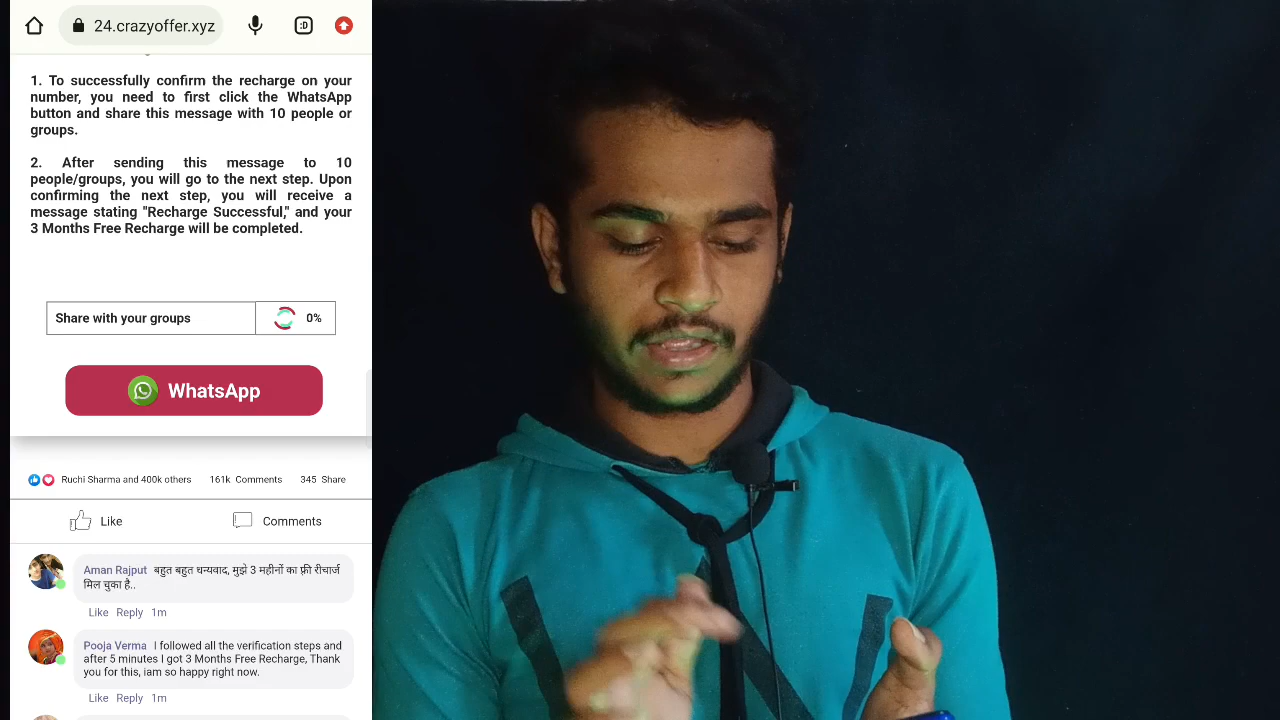 24.crazyoffer.xyz
:D
1. To successfully confirm the recharge on your
number, you need to first click the WhatsApp
button and share this message with 10 people or
groups.
2. After sending this message to 10
people/groups, you will go to the next step. Upon
confirming the next step, you will receive a
message stating "Recharge Successful," and your
3 Months Free Recharge will be completed.
Share with your groups 0%
WhatsApp
Ruchi Sharma and 400k others 161k Comments 345 Share
Like Comments
Aman Rajput बहुत बहुत धन्यवाद, मुझे 3 महीनों का फ़्री रीचार्ज
मिल चुका है..
Like Reply 1m
Pooja Verma I followed all the verification steps and
after 5 minutes I got 3 Months Free Recharge, Thank
you for this, iam so happy right now.
Like Reply 1m